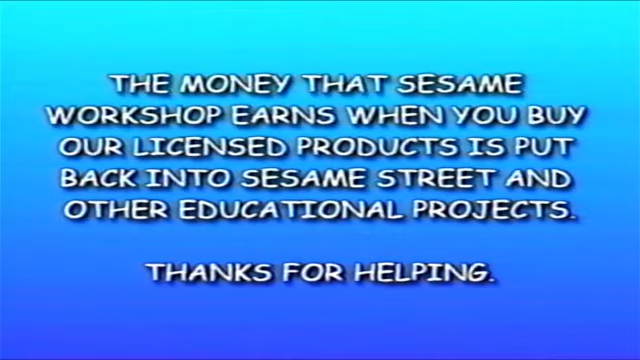 THE MONEY THAT SESAME
WORKSHOP EARNS WHEN YOU BUY
OUR LICENSED PRODUCTS IS PUT
BACK INTO SESAME STREET AND
OTHER EDUCATIONAL PROJECTS.
THANKS FOR HELPING.